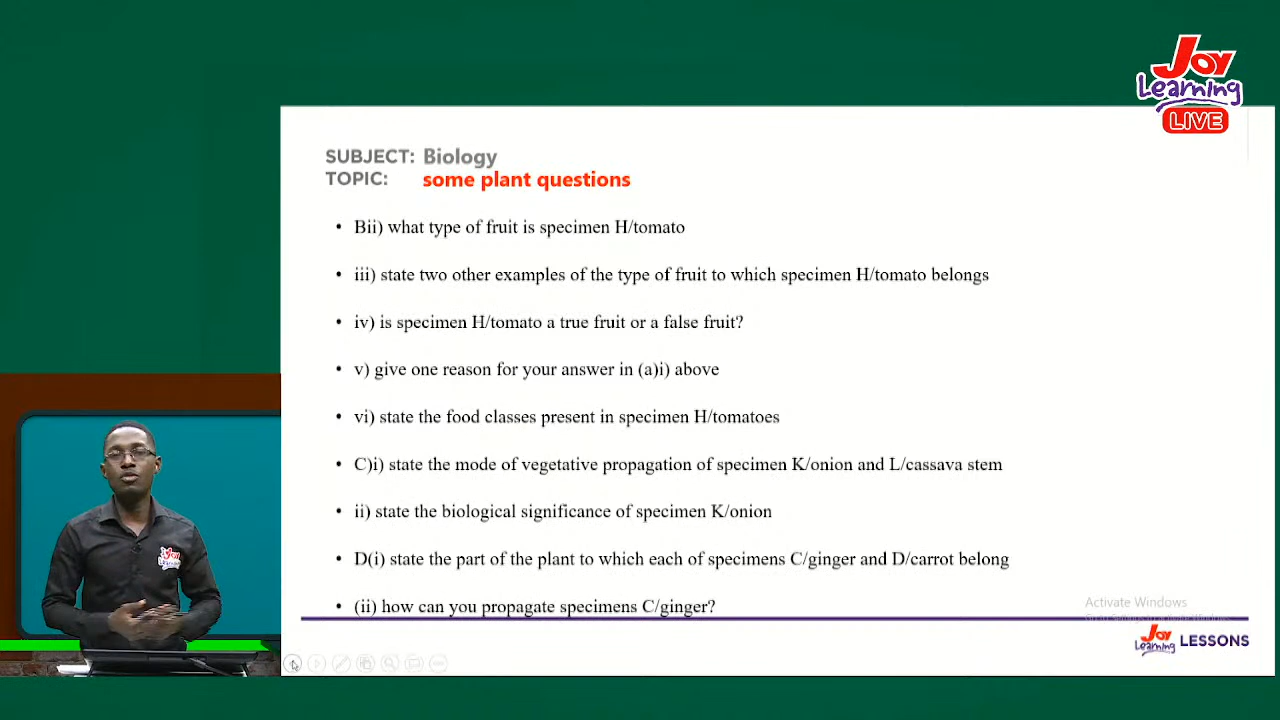 Joy
Learning
LIVE
SUBJECT: Biology
TOPIC: some plant questions
• Bii) what type of fruit is specimen H/tomato
• iii) state two other examples of the type of fruit to which specimen H/tomato belongs
• iv) is specimen H/tomato a true fruit or a false fruit?
• v) give one reason for your answer in (a)i) above
• vi) state the food classes present in specimen H/tomatoes
• C)i) state the mode of vegetative propagation of specimen K/onion and L/cassava stem
• ii) state the biological significance of specimen K/onion
• D(i) state the part of the plant to which each of specimens C/ginger and D/carrot belong
• (ii) how can you propagate specimens C/ginger?
Activate Windows
Joy
Learning LESSONS
Joy
Learning